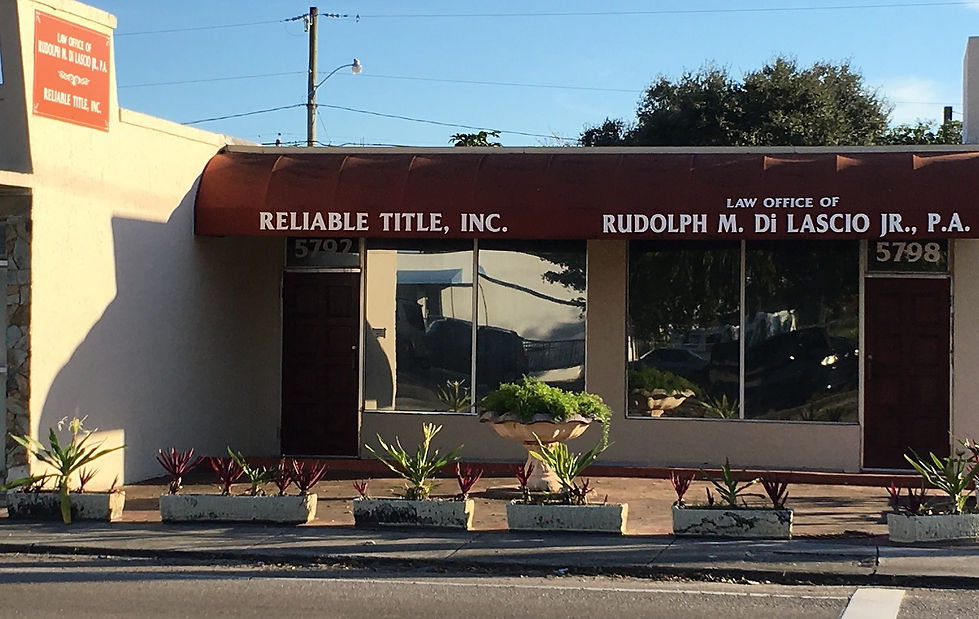 LAW OFFICE OF
RUDOLPH M. Di LASCIO JR., P.A.
RELIABLE TITLE, INC.
RELIABLE TITLE, INC.
5792
LAW OFFICE OF
RUDOLPH M. Di LASCIO JR., P.A.
5798